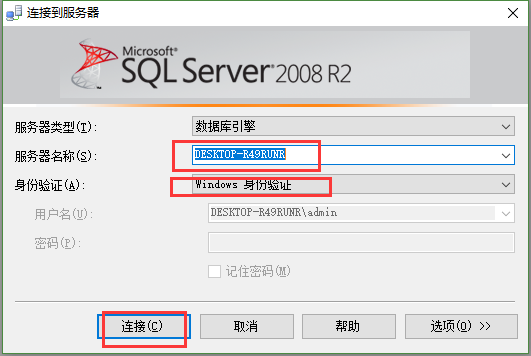 连接到服务器
Microsoft
SQL Server 2008 R2
服务器类型(T): 数据库引擎
服务器名称(S): DESKTOP-R49RUNR
身份验证(A): Windows 身份验证
用户名(U): DESKTOP-R49RUNR\admin
密码(P):
记住密码(M)
连接(C) 取消 帮助 选项(O) >>